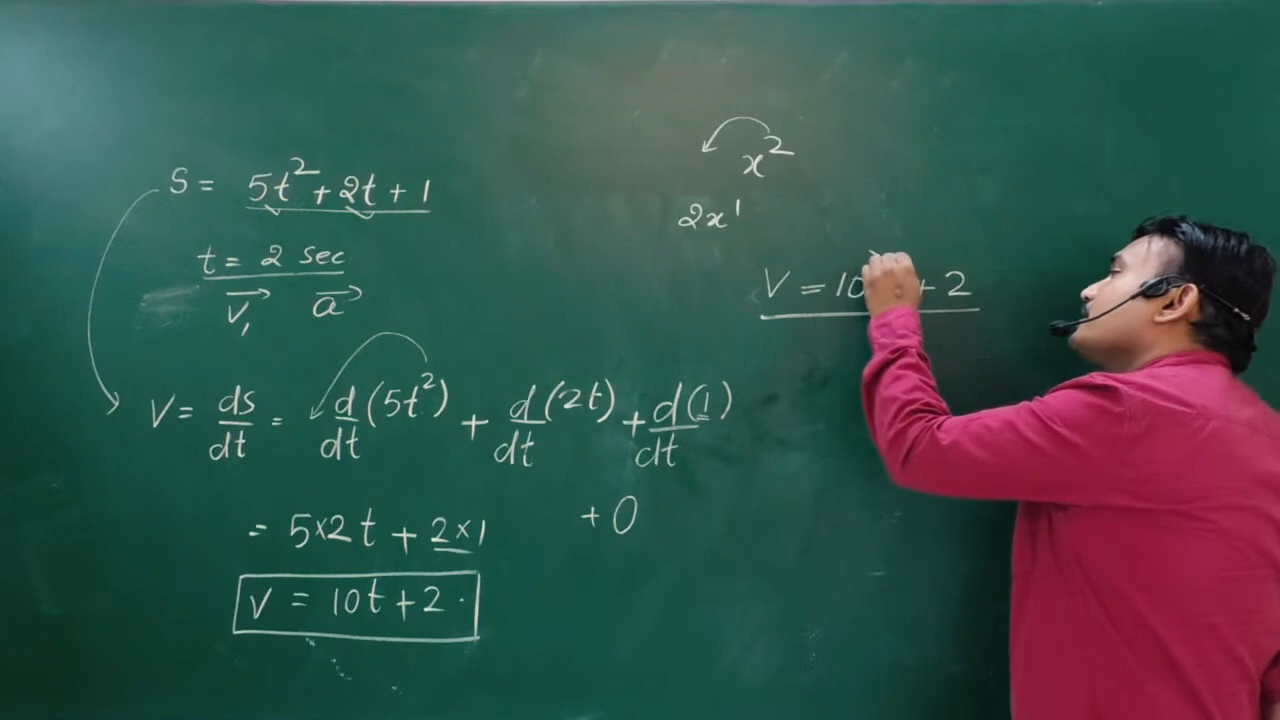 S = 5t² + 2t + 1
t = 2 sec
v⃗, a⃗
V = ds/dt = d/dt (5t²) + d/dt (2t) + d/dt (1)
= 5×2t + 2×1 + 0
V = 10t + 2.
x²
2x¹
V = 10 + 2